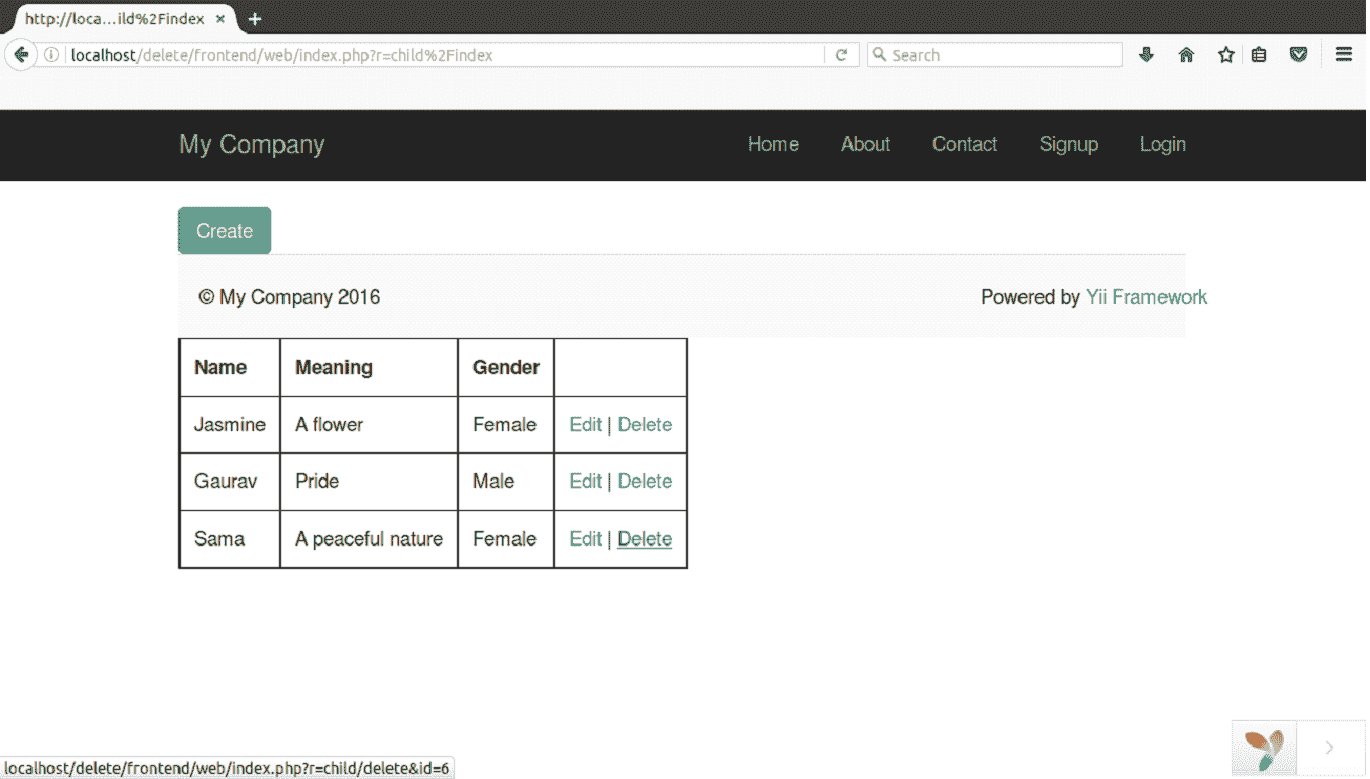 http://loca...ild%2Findex
localhost/delete/frontend/web/index.php?r=child%2Findex
Search
My Company
Home About Contact Signup Login
Create
© My Company 2016 Powered by Yii Framework
Name Meaning Gender
Jasmine A flower Female Edit | Delete
Gaurav Pride Male Edit | Delete
Sama A peaceful nature Female Edit | Delete
localhost/delete/frontend/web/index.php?r=child/delete&id=6